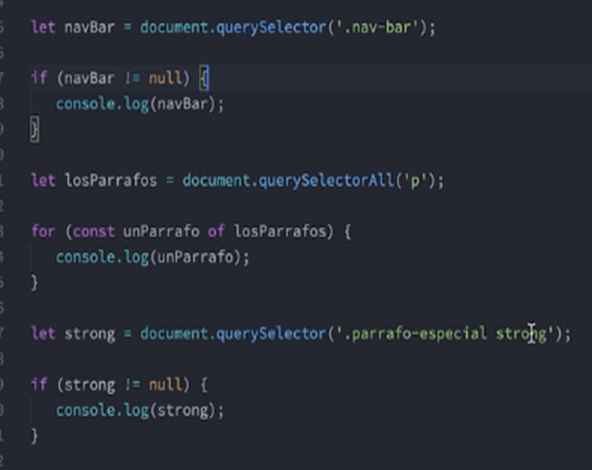 let navBar = document.querySelector('.nav-bar');
if (navBar != null) {
console.log(navBar);
}
let losParrafos = document.querySelectorAll('p');
for (const unParrafo of losParrafos) {
console.log(unParrafo);
}
let strong = document.querySelector('.parrafo-especial strong');
if (strong != null) {
console.log(strong);
}